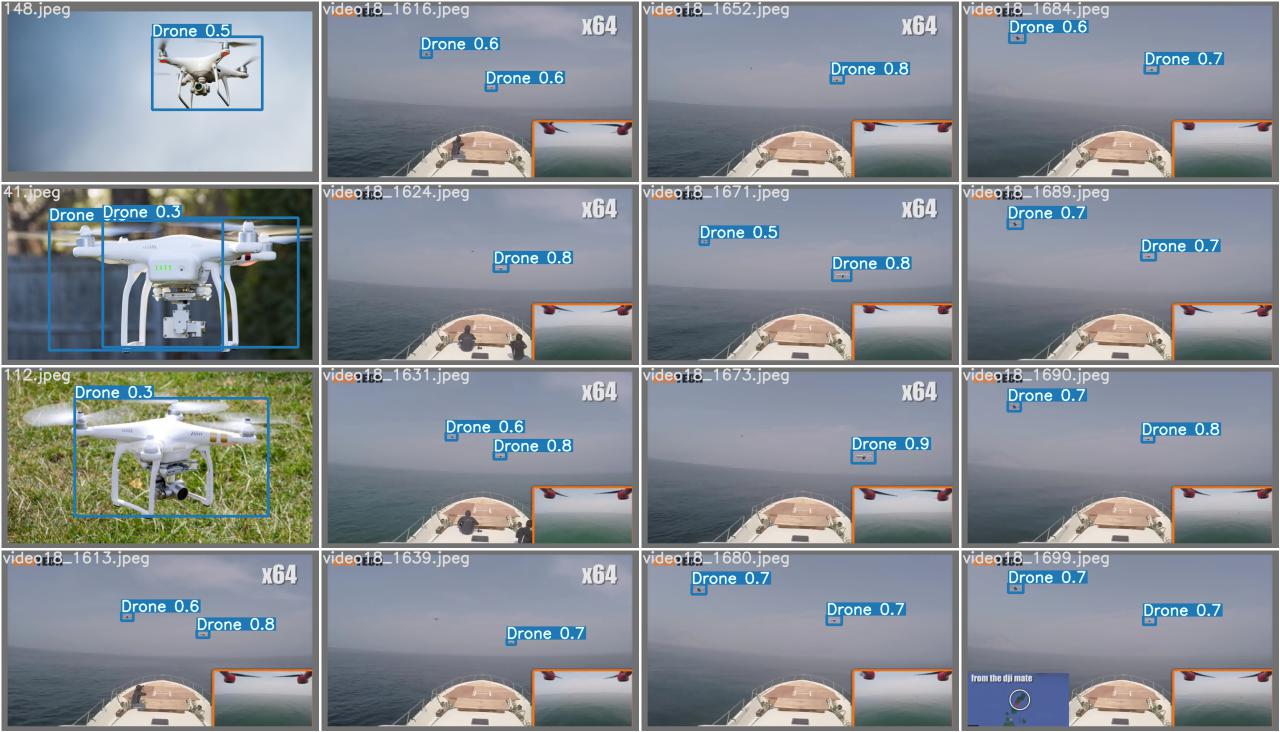 148.jpeg
Drone 0.5
video18_1616.jpeg
x64
Drone 0.6
Drone 0.6
video18_1652.jpeg
x64
Drone 0.8
video18_1684.jpeg
Drone 0.6
Drone 0.7
41.jpeg
Drone
Drone 0.3
video18_1624.jpeg
x64
Drone 0.8
video18_1671.jpeg
x64
Drone 0.5
Drone 0.8
video18_1689.jpeg
Drone 0.7
Drone 0.7
112.jpeg
Drone 0.3
video18_1631.jpeg
x64
Drone 0.6
Drone 0.8
video18_1673.jpeg
x64
Drone 0.9
video18_1690.jpeg
Drone 0.7
Drone 0.8
video18_1613.jpeg
x64
Drone 0.6
Drone 0.8
video18_1639.jpeg
x64
Drone 0.7
video18_1680.jpeg
Drone 0.7
Drone 0.7
video18_1699.jpeg
Drone 0.7
Drone 0.7
from the dji mate